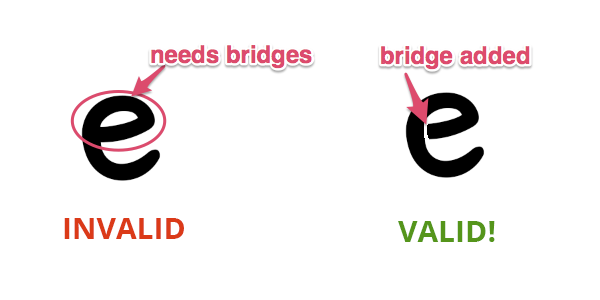 needs bridges
bridge added
e
e
INVALID
VALID!